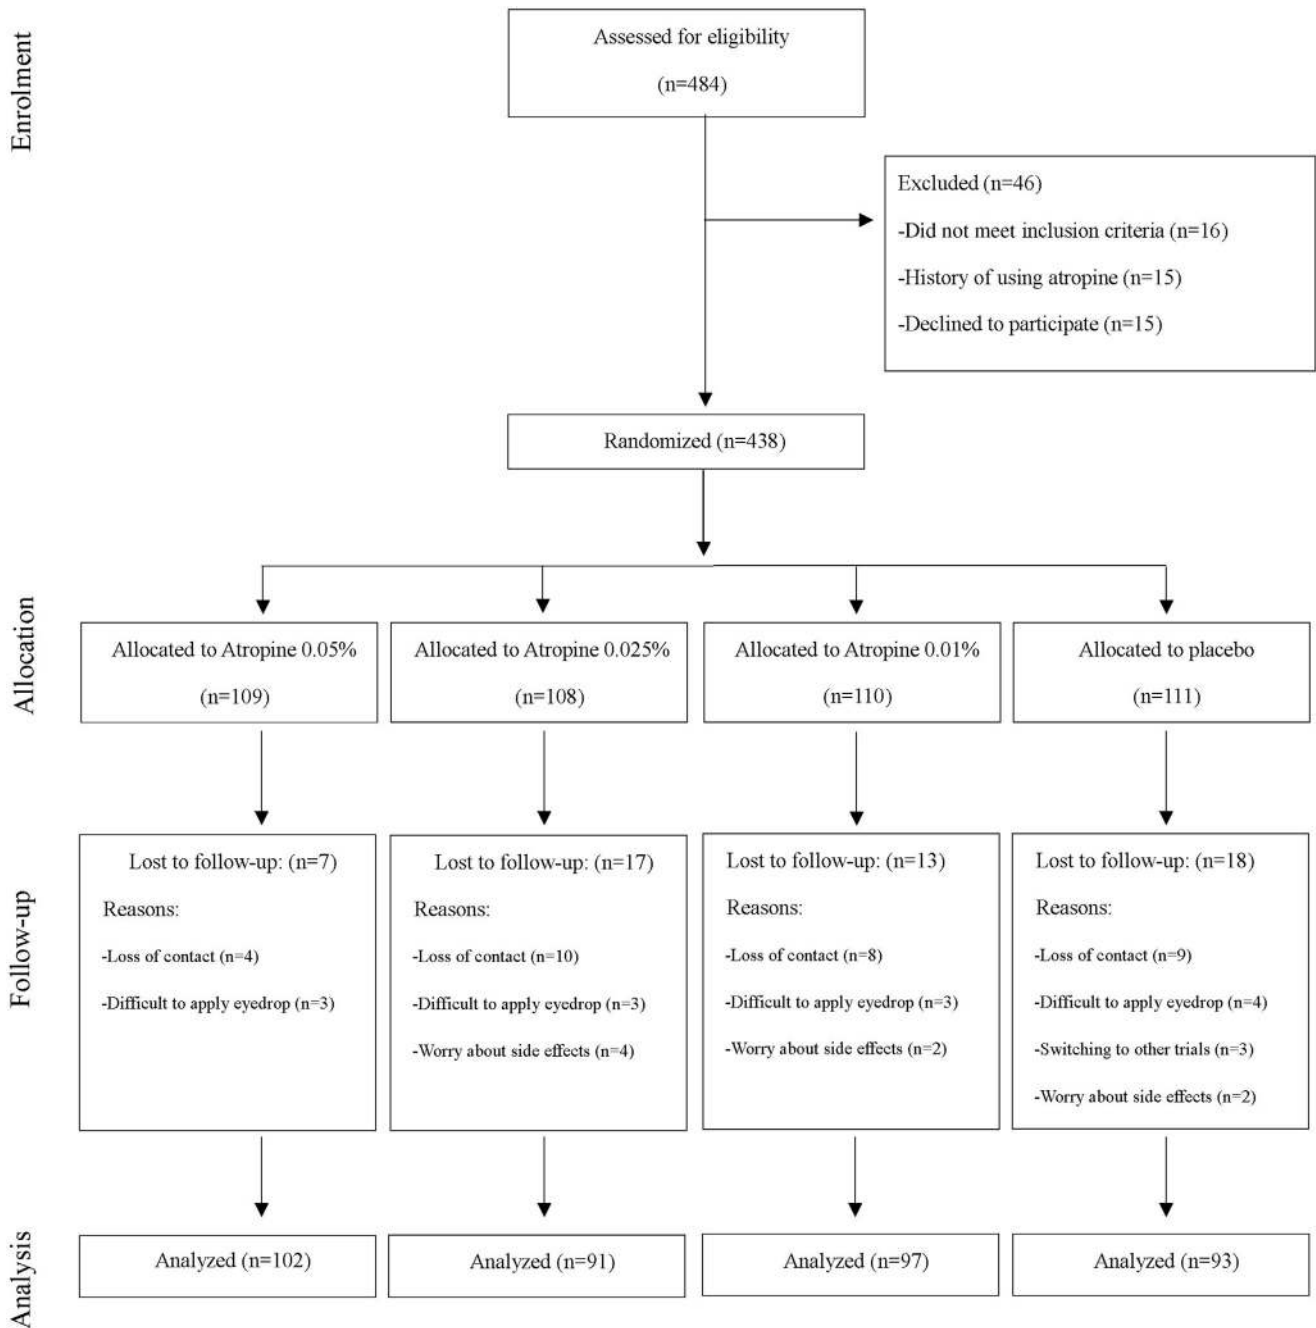 Enrolment
Assessed for eligibility
(n=484)
Excluded (n=46)
-Did not meet inclusion criteria (n=16)
-History of using atropine (n=15)
-Declined to participate (n=15)
Randomized (n=438)
Allocation
Allocated to Atropine 0.05%
(n=109)
Allocated to Atropine 0.025%
(n=108)
Allocated to Atropine 0.01%
(n=110)
Allocated to placebo
(n=111)
Follow-up
Lost to follow-up: (n=7)
Reasons:
-Loss of contact (n=4)
-Difficult to apply eyedrop (n=3)
Lost to follow-up: (n=17)
Reasons:
-Loss of contact (n=10)
-Difficult to apply eyedrop (n=3)
-Worry about side effects (n=4)
Lost to follow-up: (n=13)
Reasons:
-Loss of contact (n=8)
-Difficult to apply eyedrop (n=3)
-Worry about side effects (n=2)
Lost to follow-up: (n=18)
Reasons:
-Loss of contact (n=9)
-Difficult to apply eyedrop (n=4)
-Switching to other trials (n=3)
-Worry about side effects (n=2)
Analysis
Analyzed (n=102)
Analyzed (n=91)
Analyzed (n=97)
Analyzed (n=93)